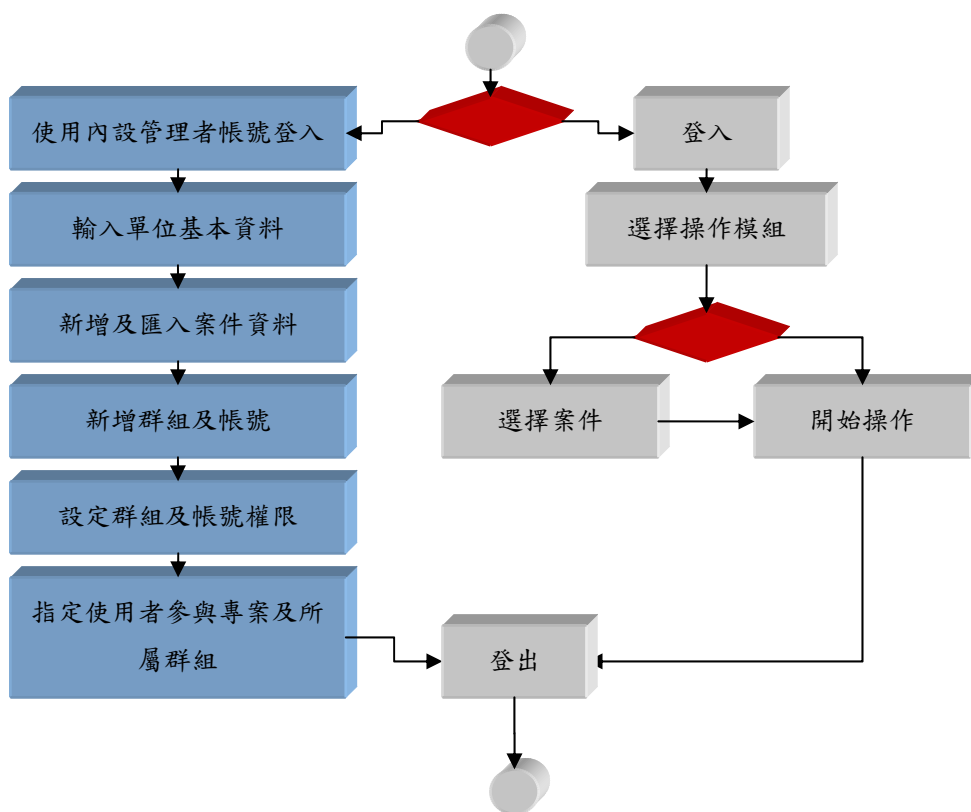 使用內設管理者帳號登入
登入
輸入單位基本資料
選擇操作模組
新增及匯入案件資料
新增群組及帳號
選擇案件
開始操作
設定群組及帳號權限
指定使用者參與專案及所
屬群組
登出